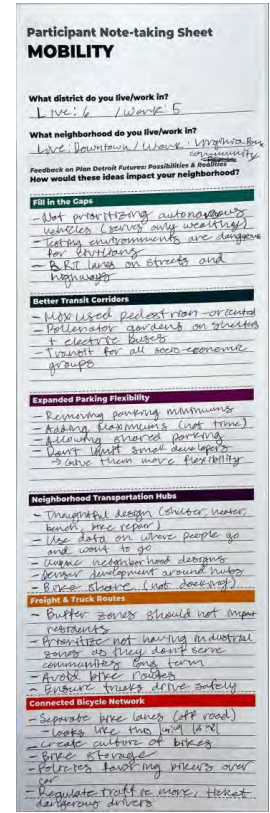 Participant Note-taking Sheet
MOBILITY
What district do you live/work in?
Live: 6 / Work: 5
What neighborhood do you live/work in?
Live: Downtown / Work: Virginia Park
community
Feedback on Plan Detroit Futures: Possibilities & Realities
How would these ideas impact your neighborhood?
Fill in the Gaps
- Not prioritizing autonomous
vehicles (serves only wealthy)
- Testing environments are dangerous
for civilians
- BRT lanes on streets and
highways
Better Transit Corridors
- Mixed used pedestrian-oriented
- Pollenator gardens on shelters
+ electric buses
- Transit for all socio-economic
groups
Expanded Parking Flexibility
- Removing parking minimums
- Adding maximums (not time)
- Allowing shared parking
- Don't limit small developers
→ Give them more flexibility
Neighborhood Transportation Hubs
- Thoughtful design (shelter, heater,
bench, bike repair)
- Use data on where people go
and want to go
- Unique neighborhood designs
- Denser development around hubs
- Bike share (not docking)
Freight & Truck Routes
- Buffer zones should not impact
residents
- Prioritize not having industrial
zones as they don't serve
communities long term
- Avoid bike routes
- Ensure trucks drive safely
Connected Bicycle Network
- Separate bike lanes (off road)
- looks like this
- Create culture of bikes
- Bike storage
- Policies favoring bikers over
car
- Regulate traffic more, ticket
dangerous drivers